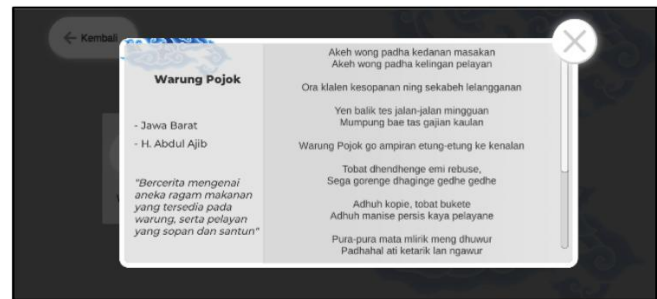 ← Kembali
Warung Pojok
- Jawa Barat
- H. Abdul Ajib
"Bercerita mengenai
aneka ragam makanan
yang tersedia pada
warung, serta pelayan
yang sopan dan santun"
Akeh wong padha kedanan masakan
Akeh wong padha kelingan pelayan
Ora klalen kesopanan ning sekabeh lelangganan
Yen balik tes jalan-jalan mingguan
Mumpung bae tas gajian kaulan
Warung Pojok go ampiran etung-etung ke kenalan
Tobat dhendhenge emi rebuse,
Sega gorenge dhaginge gedhe gedhe
Adhuh kopie, tobat bukete
Adhuh manise persis kaya pelayane
Pura-pura mata mlirik meng dhuwur
Padhahal ati ketarik lan ngawur